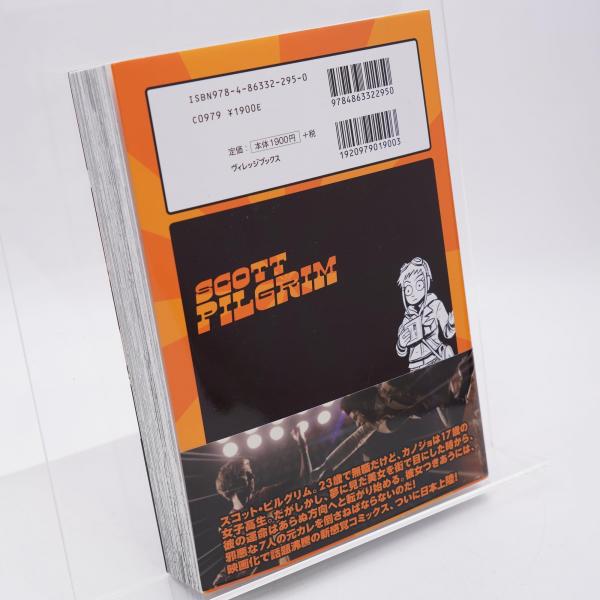 ISBN978-4-86332-295-0
C0979 ¥1900E
定価：本体1900円 +税
ヴィレッジブックス
9784863322950
1920979019003
SCOTT
PILGRIM
スコット・ピルグリム。23歳で無職だけど、カノジョは17歳の
女子高生。だがしかし、夢に見た美女を街で目にした時から、
彼の運命はあらぬ方向へと転がり始める。彼女つきあうには、
邪悪な7人の元カレを倒さねばならないのだ！
映画化で話題沸騰の新感覚コミックス、ついに日本上陸！